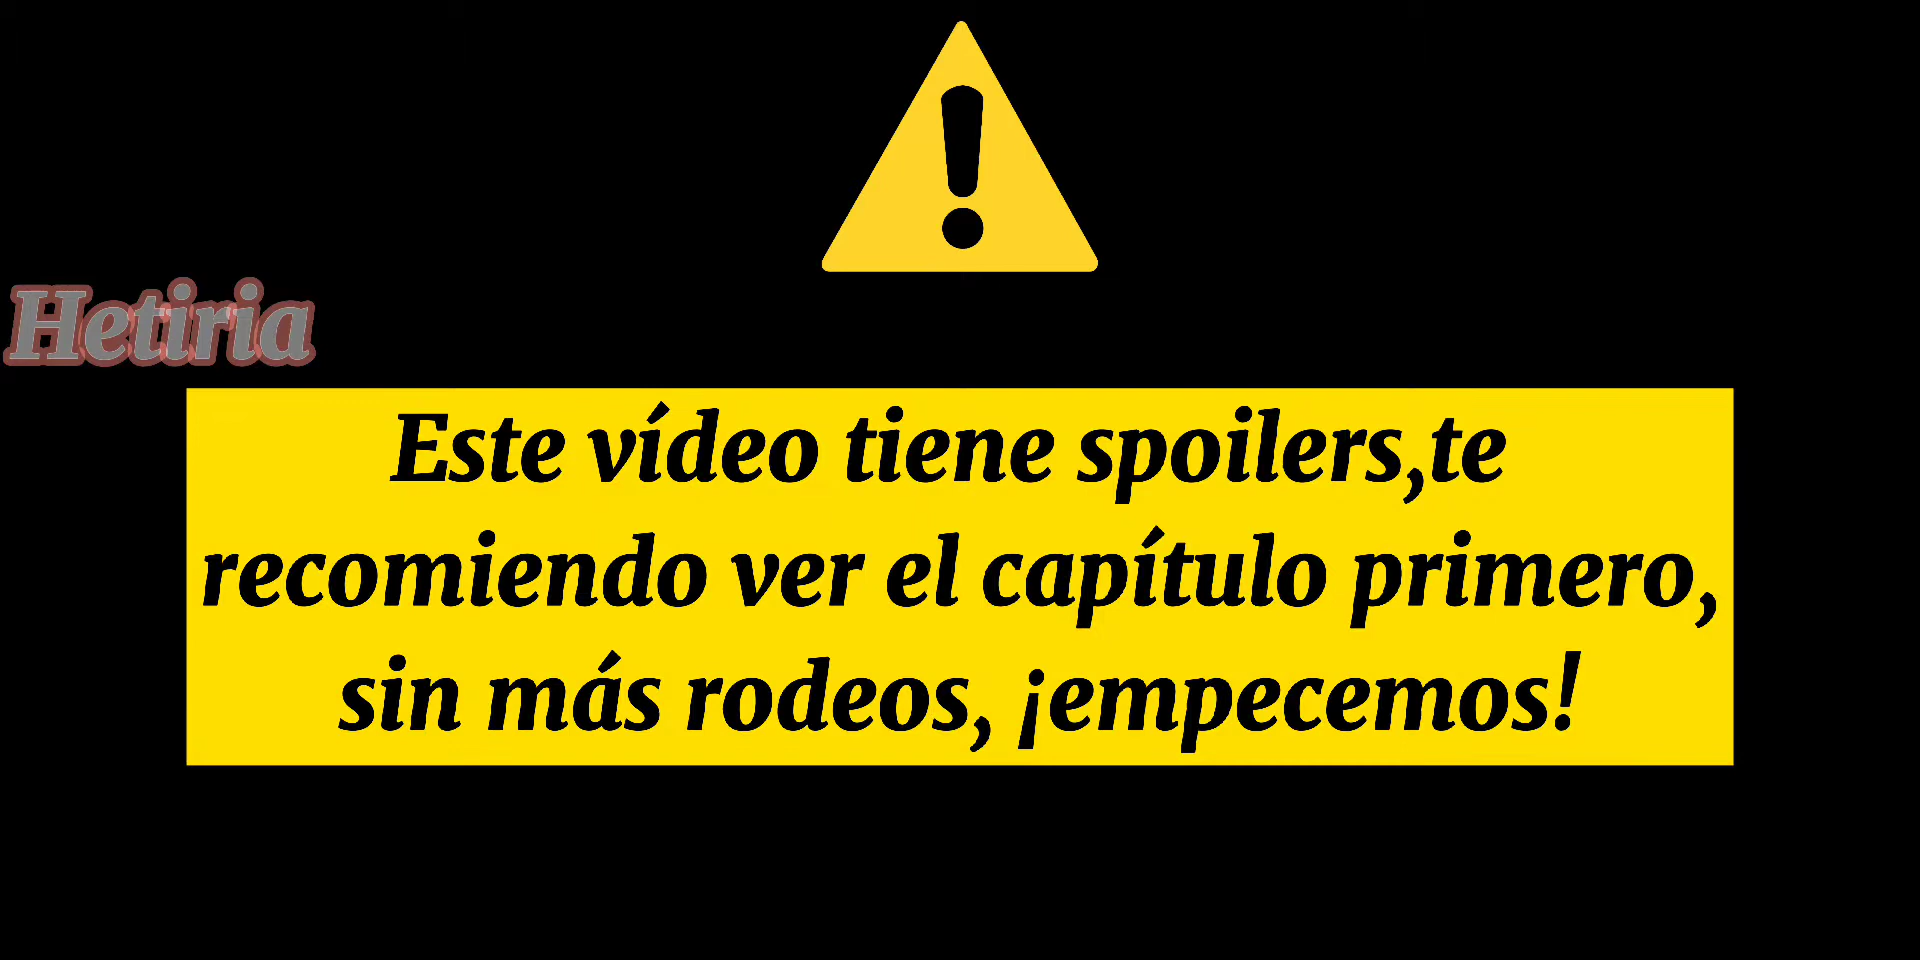 Hetiria
Este vídeo tiene spoilers,te
recomiendo ver el capítulo primero,
sin más rodeos, ¡empecemos!